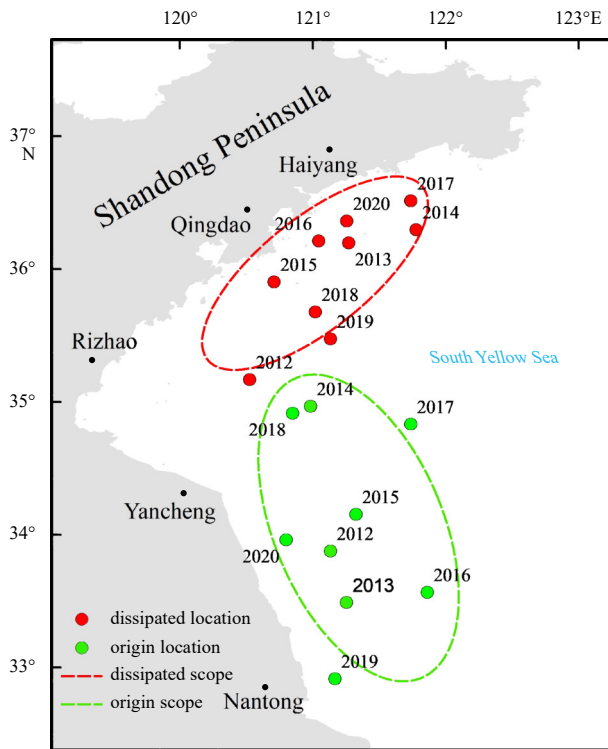 120° 121° 122° 123°E
37°
N
Shandong Peninsula
Haiyang
2017
2020
2014
Qingdao
2016
2013
36°
2015
2018
2019
Rizhao
South Yellow Sea
2012
35°
2014
2017
2018
2015
Yancheng
2012
34°
2020
2016
2013
dissipated location
origin location
2019
33°
dissipated scope
Nantong
origin scope